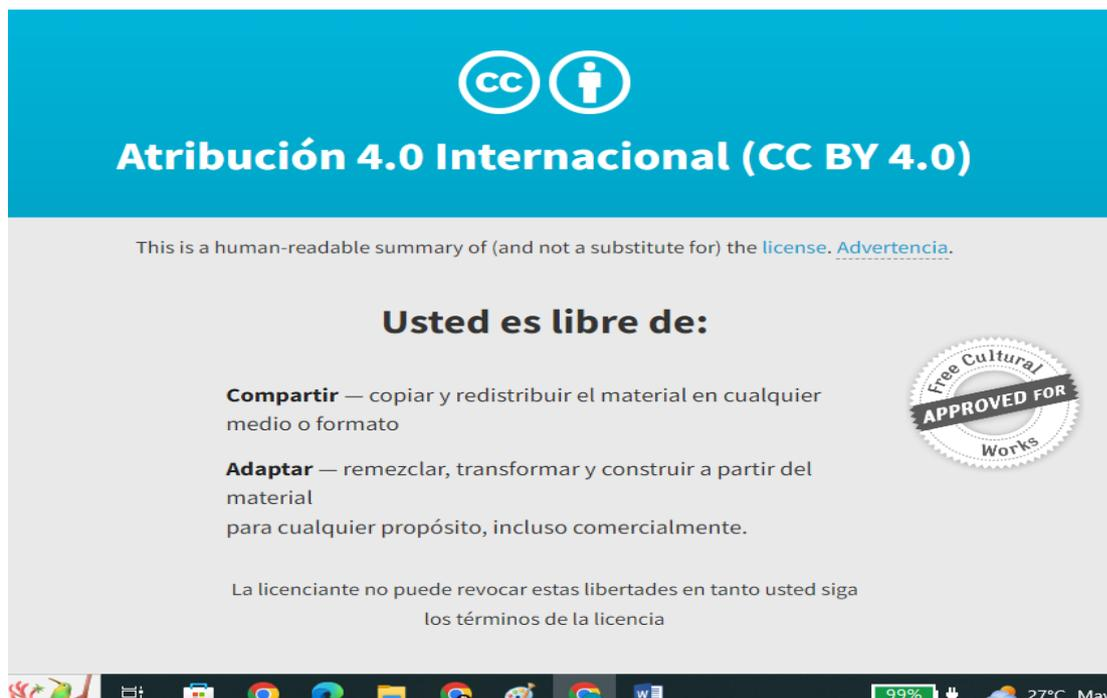 cc
Atribución 4.0 Internacional (CC BY 4.0)
This is a human-readable summary of (and not a substitute for) the license. Advertencia.
Usted es libre de:
Compartir — copiar y redistribuir el material en cualquier
medio o formato
Adaptar — remezclar, transformar y construir a partir del
material
para cualquier propósito, incluso comercialmente.
La licenciante no puede revocar estas libertades en tanto usted siga
los términos de la licencia
Free Cultural
APPROVED FOR
Works
W
99%
27°C